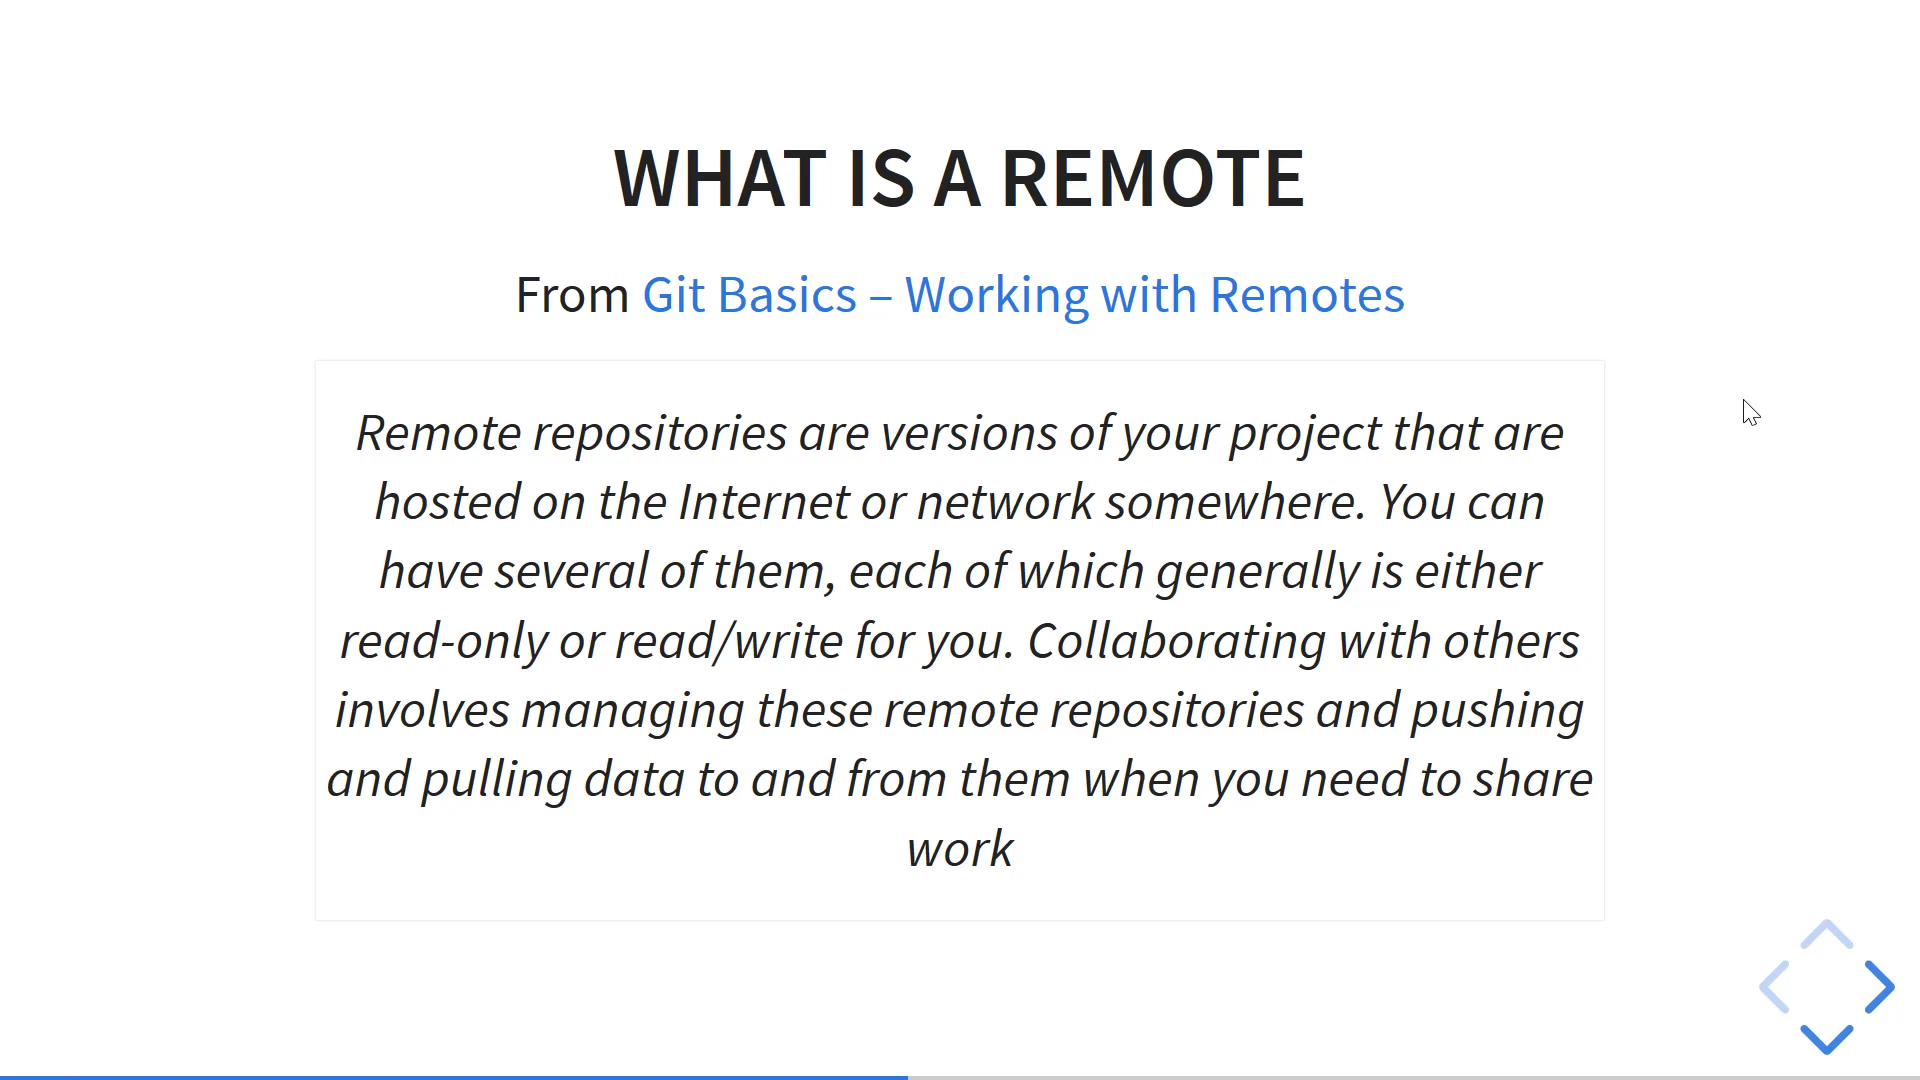 WHAT IS A REMOTE
From Git Basics – Working with Remotes
Remote repositories are versions of your project that are
hosted on the Internet or network somewhere. You can
have several of them, each of which generally is either
read-only or read/write for you. Collaborating with others
involves managing these remote repositories and pushing
and pulling data to and from them when you need to share
work